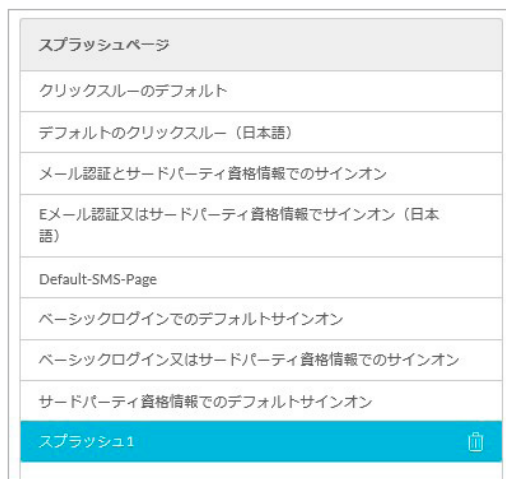 スプラッシュページ
クリックスルーのデフォルト
デフォルトのクリックスルー（日本語）
メール認証とサードパーティ資格情報でのサインオン
Eメール認証又はサードパーティ資格情報でサインオン（日本
語）
Default-SMS-Page
ベーシックログインでのデフォルトサインオン
ベーシックログイン又はサードパーティ資格情報でのサインオン
サードパーティ資格情報でのデフォルトサインオン
スプラッシュ1